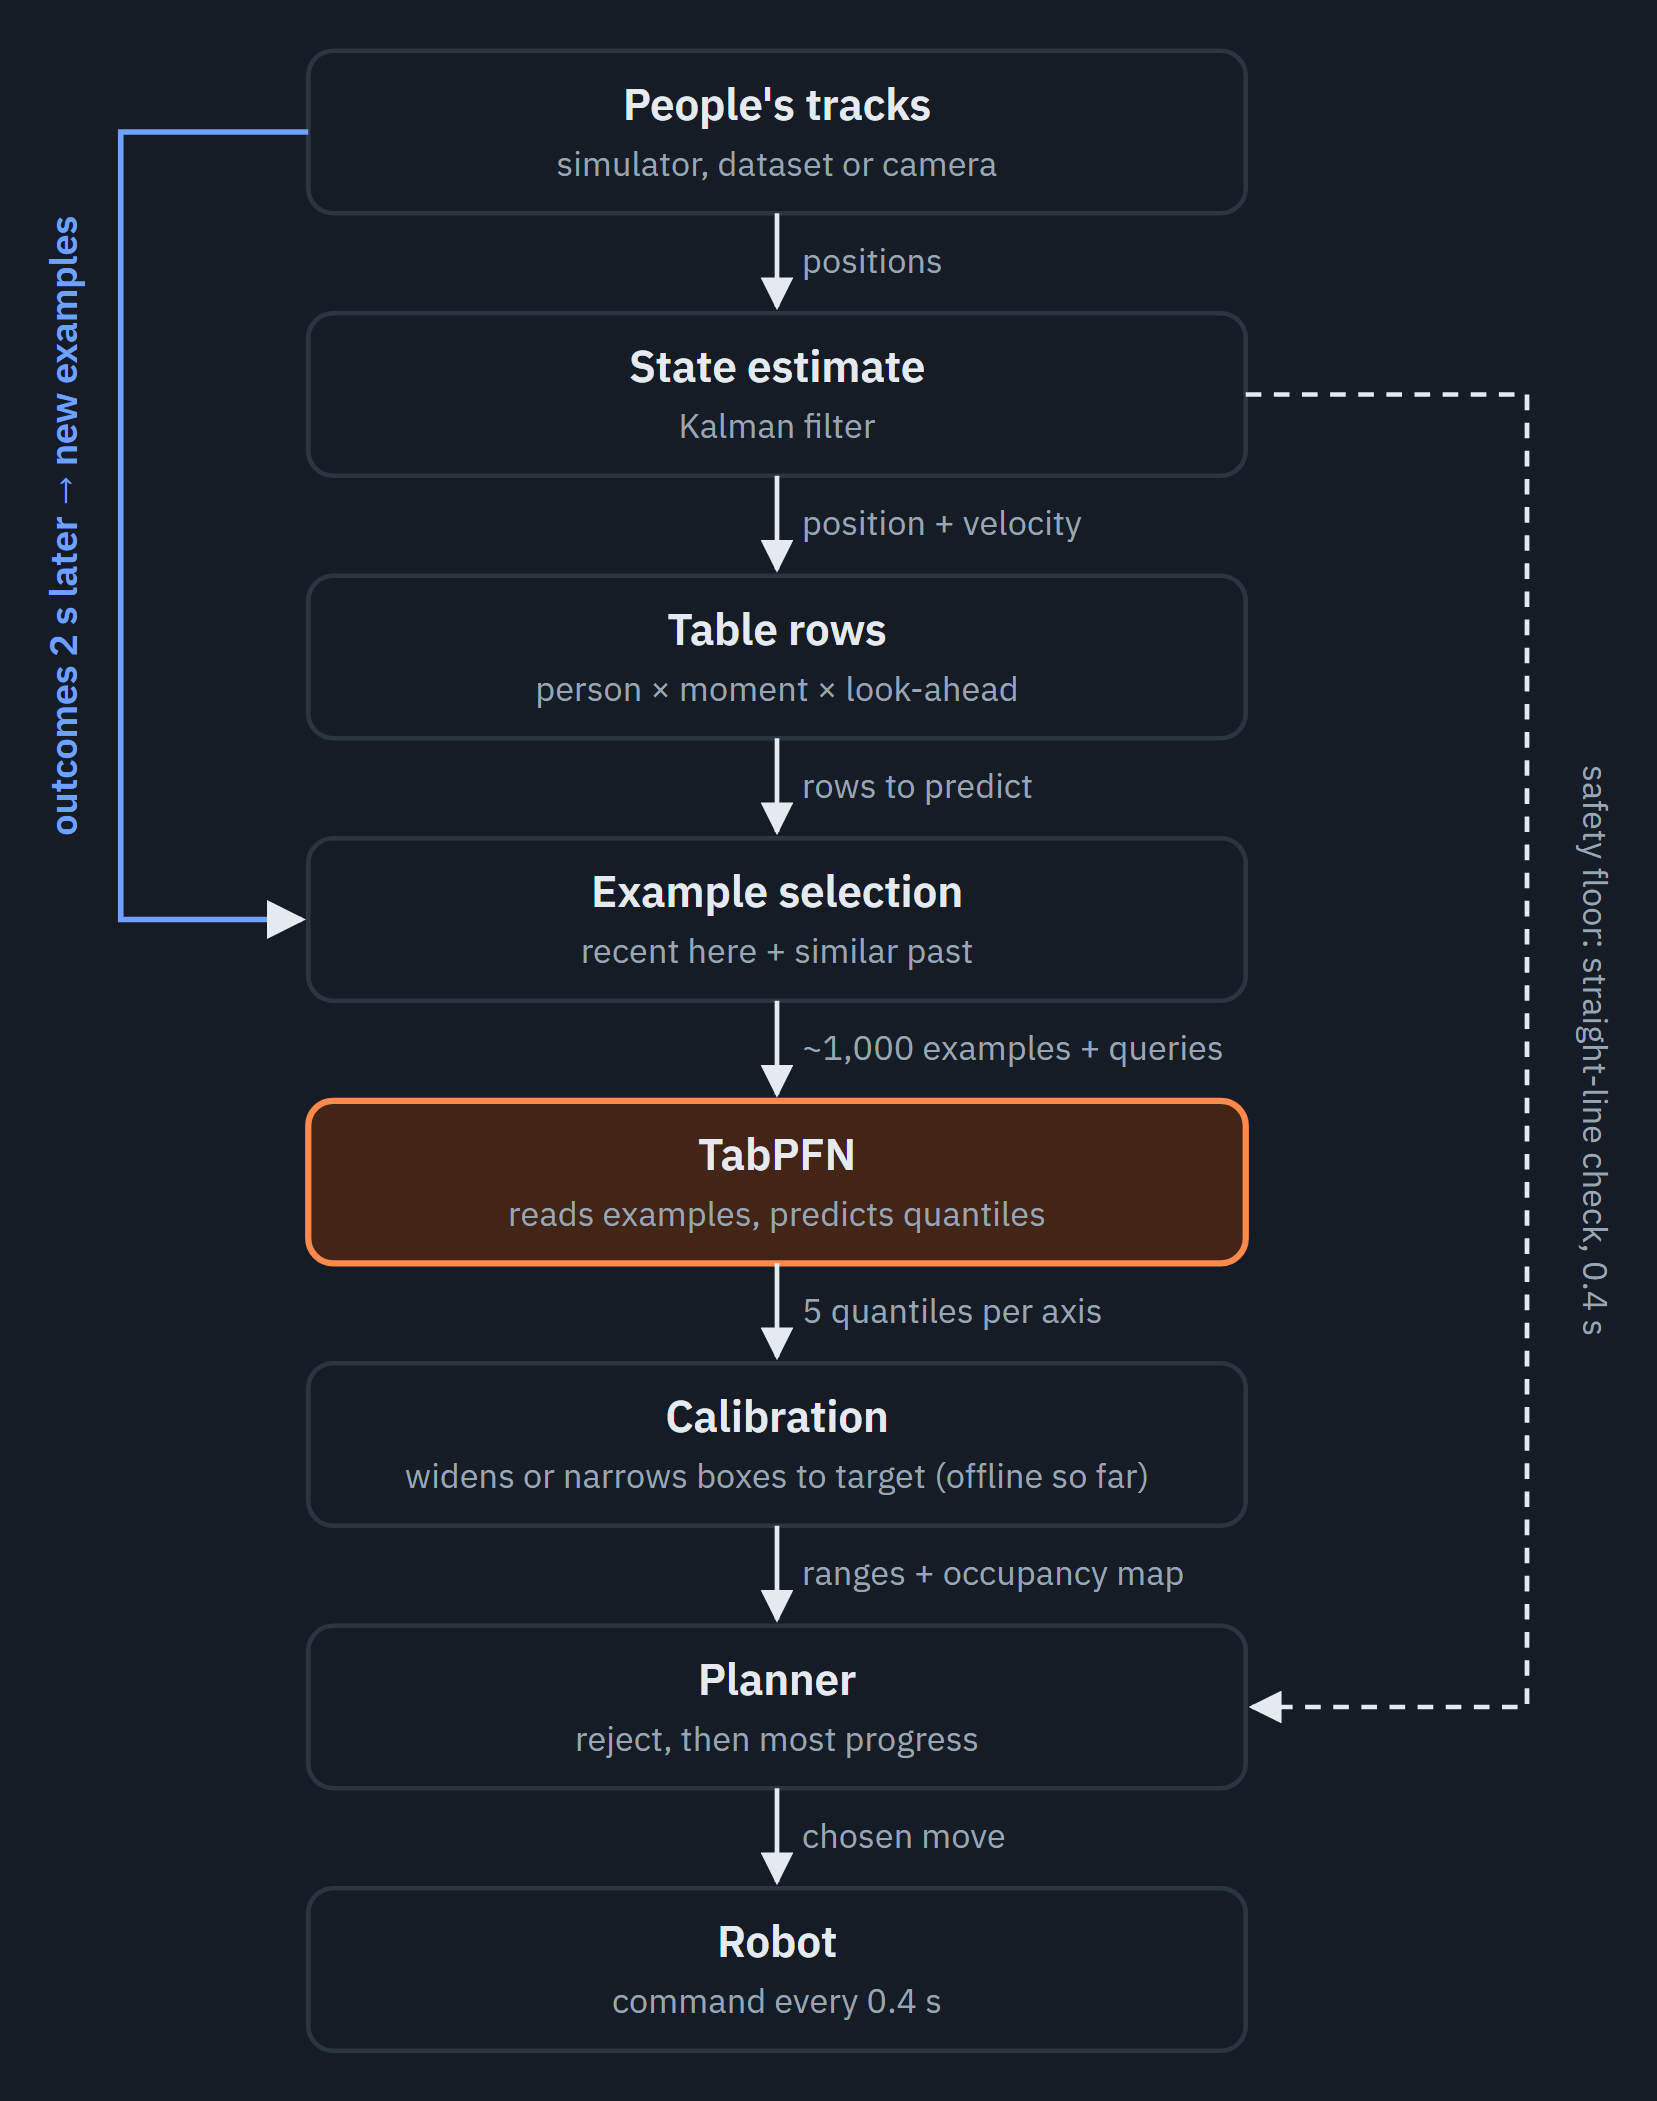 People's tracks
simulator, dataset or camera
positions
State estimate
Kalman filter
position + velocity
Table rows
person × moment × look-ahead
rows to predict
Example selection
recent here + similar past
~1,000 examples + queries
TabPFN
reads examples, predicts quantiles
5 quantiles per axis
Calibration
widens or narrows boxes to target (offline so far)
ranges + occupancy map
Planner
reject, then most progress
chosen move
Robot
command every 0.4 s
outcomes 2 s later → new examples
safety floor: straight-line check, 0.4 s